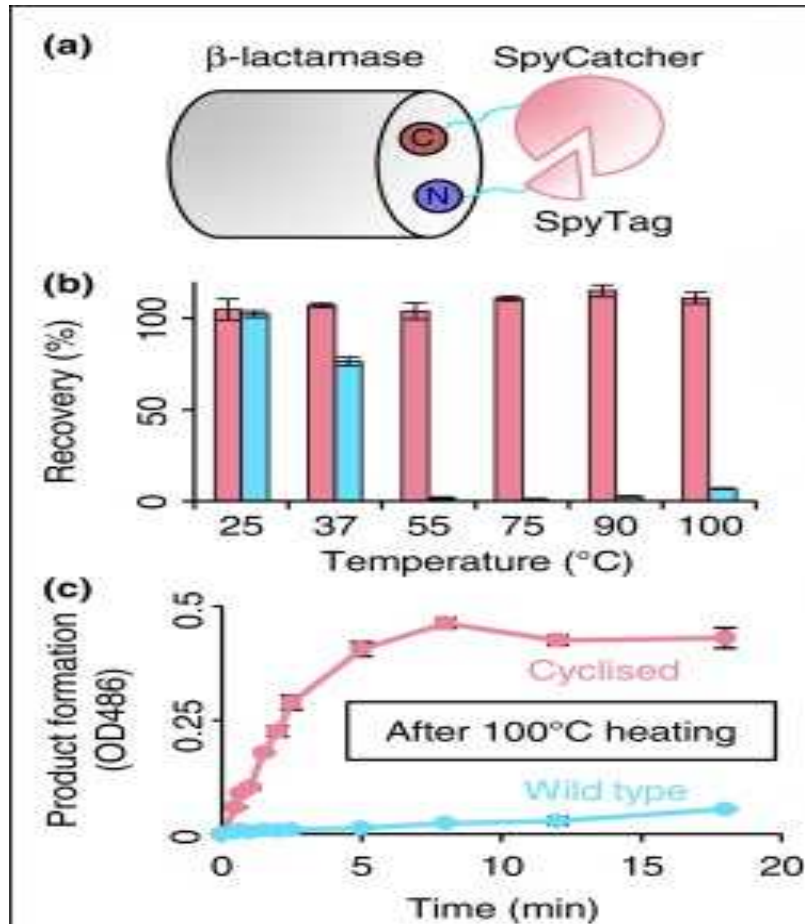 (a)
β-lactamase
SpyCatcher
C
N
SpyTag
(b)
Recovery (%)
100
50
0
25 37 55 75 90 100
Temperature (°C)
(c)
Product formation
(OD486)
0.5
0.25
0
Cyclised
After 100°C heating
Wild type
0 5 10 15 20
Time (min)